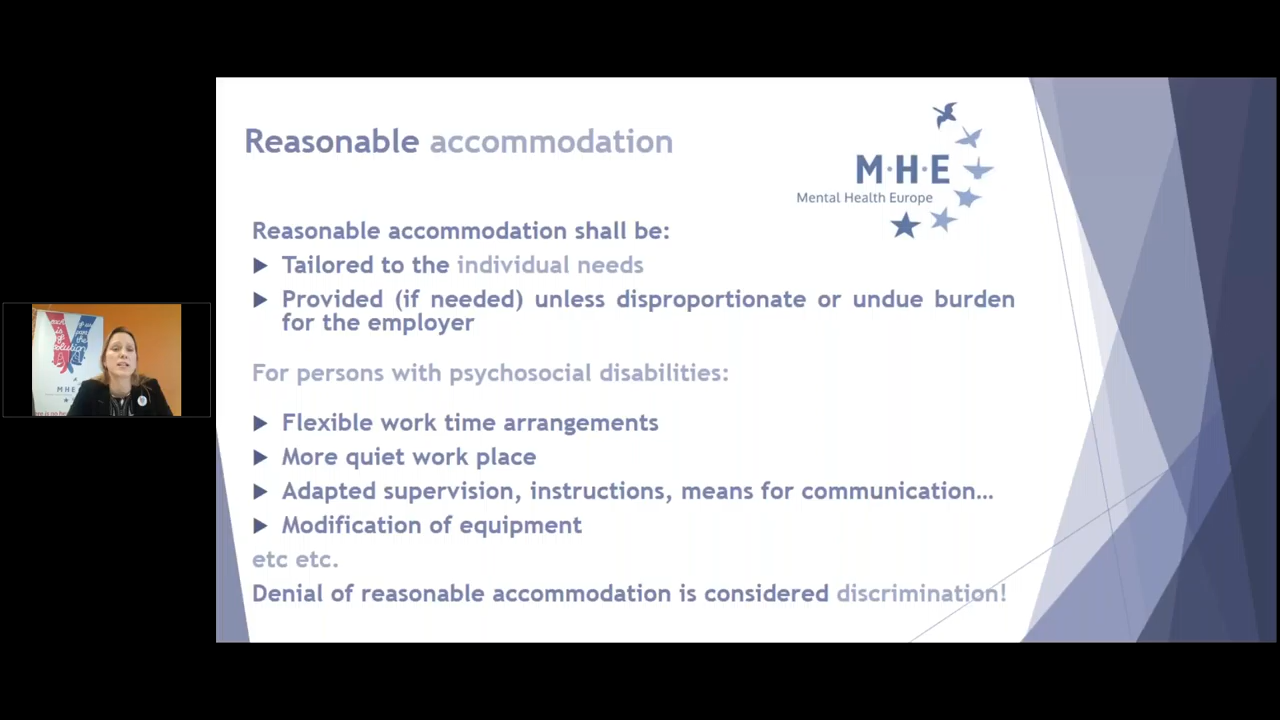 Reasonable accommodation
M·H·E
Mental Health Europe
Reasonable accommodation shall be:
Tailored to the individual needs
Provided (if needed) unless disproportionate or undue burden
for the employer
For persons with psychosocial disabilities:
Flexible work time arrangements
More quiet work place
Adapted supervision, instructions, means for communication…
Modification of equipment
etc etc.
Denial of reasonable accommodation is considered discrimination!